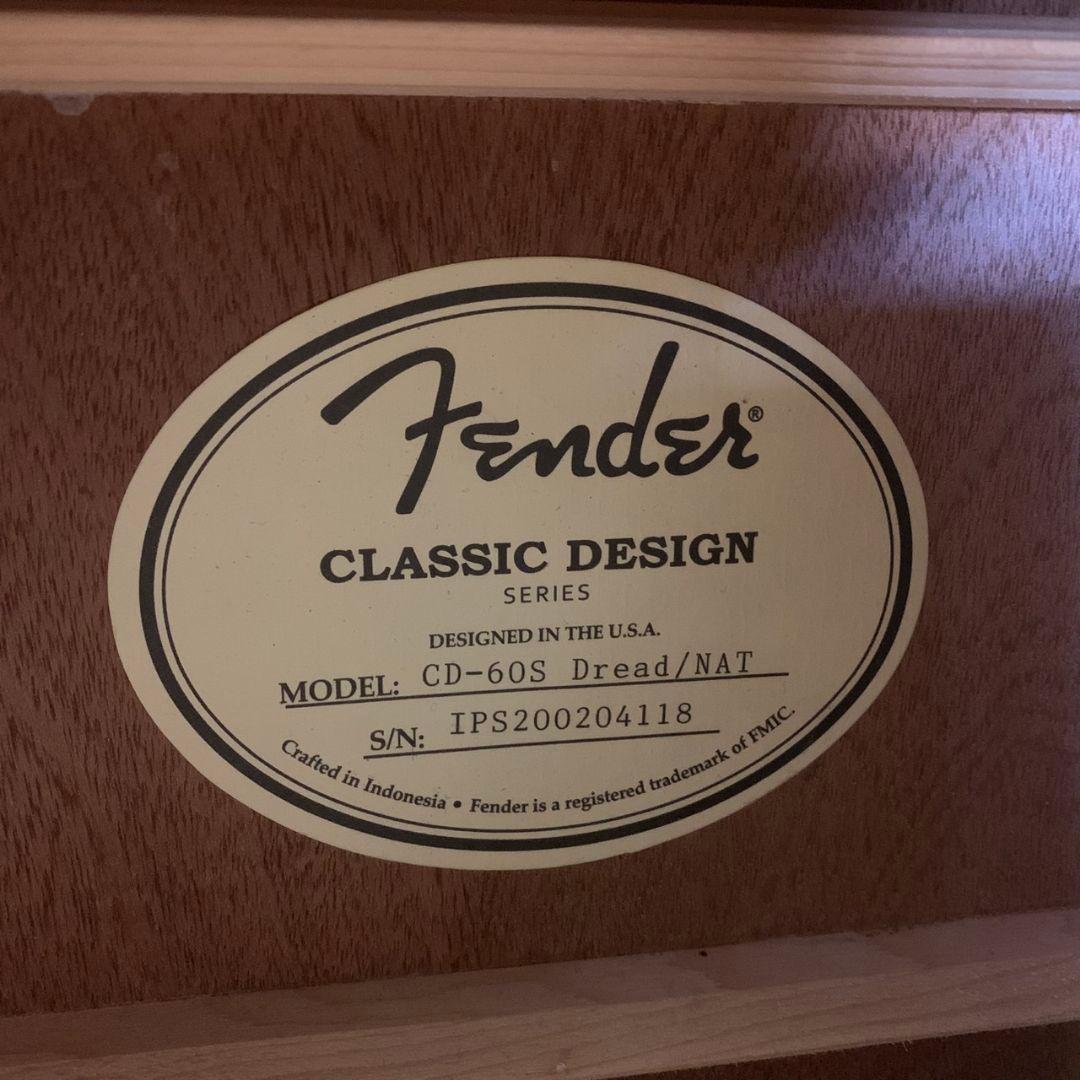 Fender®
CLASSIC DESIGN
SERIES
DESIGNED IN THE U.S.A.
MODEL: CD-60S Dread/NAT
S/N: IPS200204118
Crafted in Indonesia • Fender is a registered trademark of FMIC.